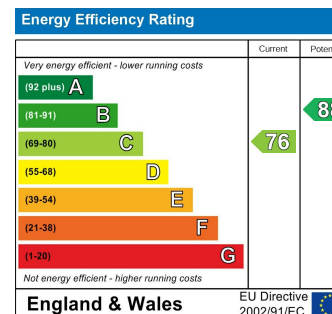 Energy Efficiency Rating
Current
Very energy efficient - lower running costs
(92 plus) A
(81-91) B
(69-80) C
76
(55-68) D
(39-54) E
(21-38) F
(1-20) G
Not energy efficient - higher running costs
England & Wales
EU Directive
2002/91/EC